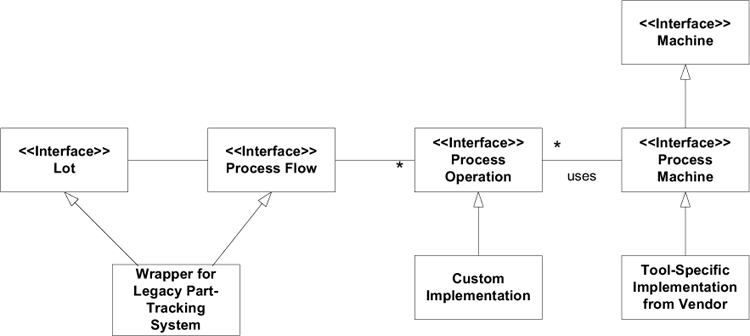 <<Interface>>
Machine
<<Interface>>
Lot
<<Interface>>
Process Flow
*
<<Interface>>
Process
Operation
*
uses
<<Interface>>
Process
Machine
Wrapper for
Legacy Part-
Tracking
System
Custom
Implementation
Tool-Specific
Implementation
from Vendor